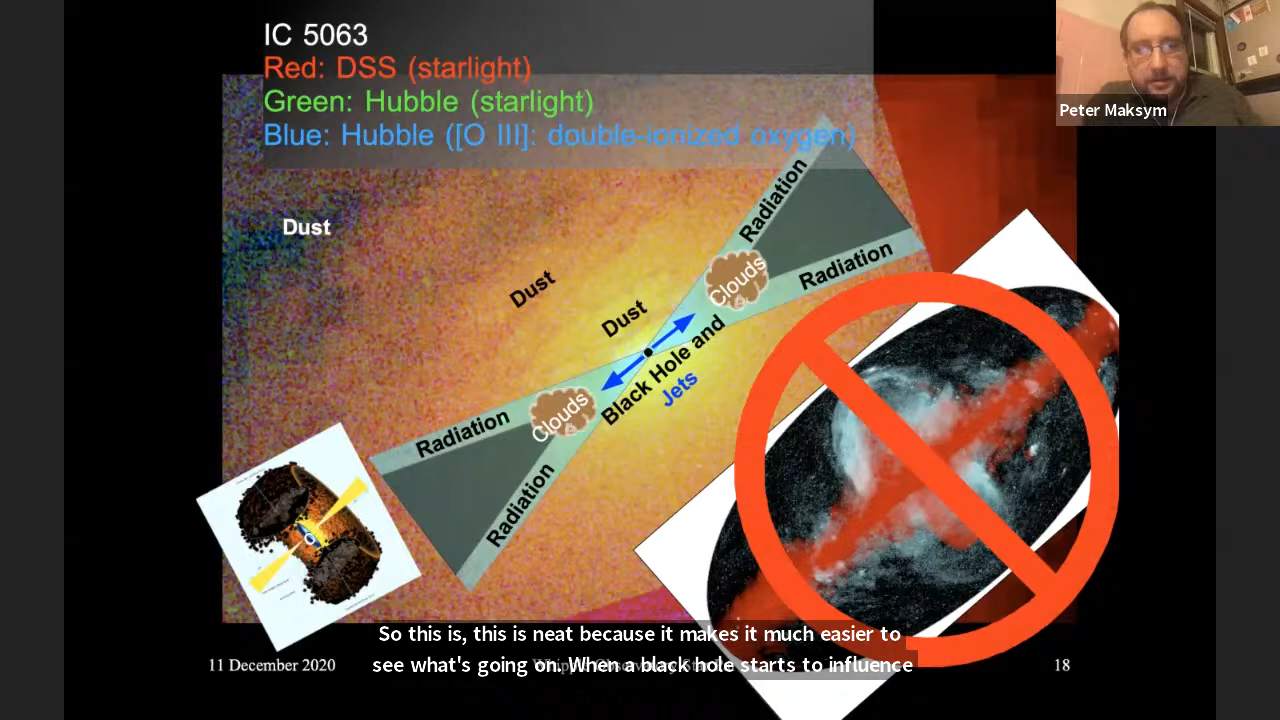 IC 5063
Red: DSS (starlight)
Green: Hubble (starlight)
Blue: Hubble ([O III]: double-ionized oxygen)
Peter Maksym
Dust
Dust
Dust
Radiation
Radiation
Clouds
Black Hole and
Jets
Clouds
Radiation
Radiation
So this is, this is neat because it makes it much easier to
see what's going on. When a black hole starts to influence
11 December 2020
18